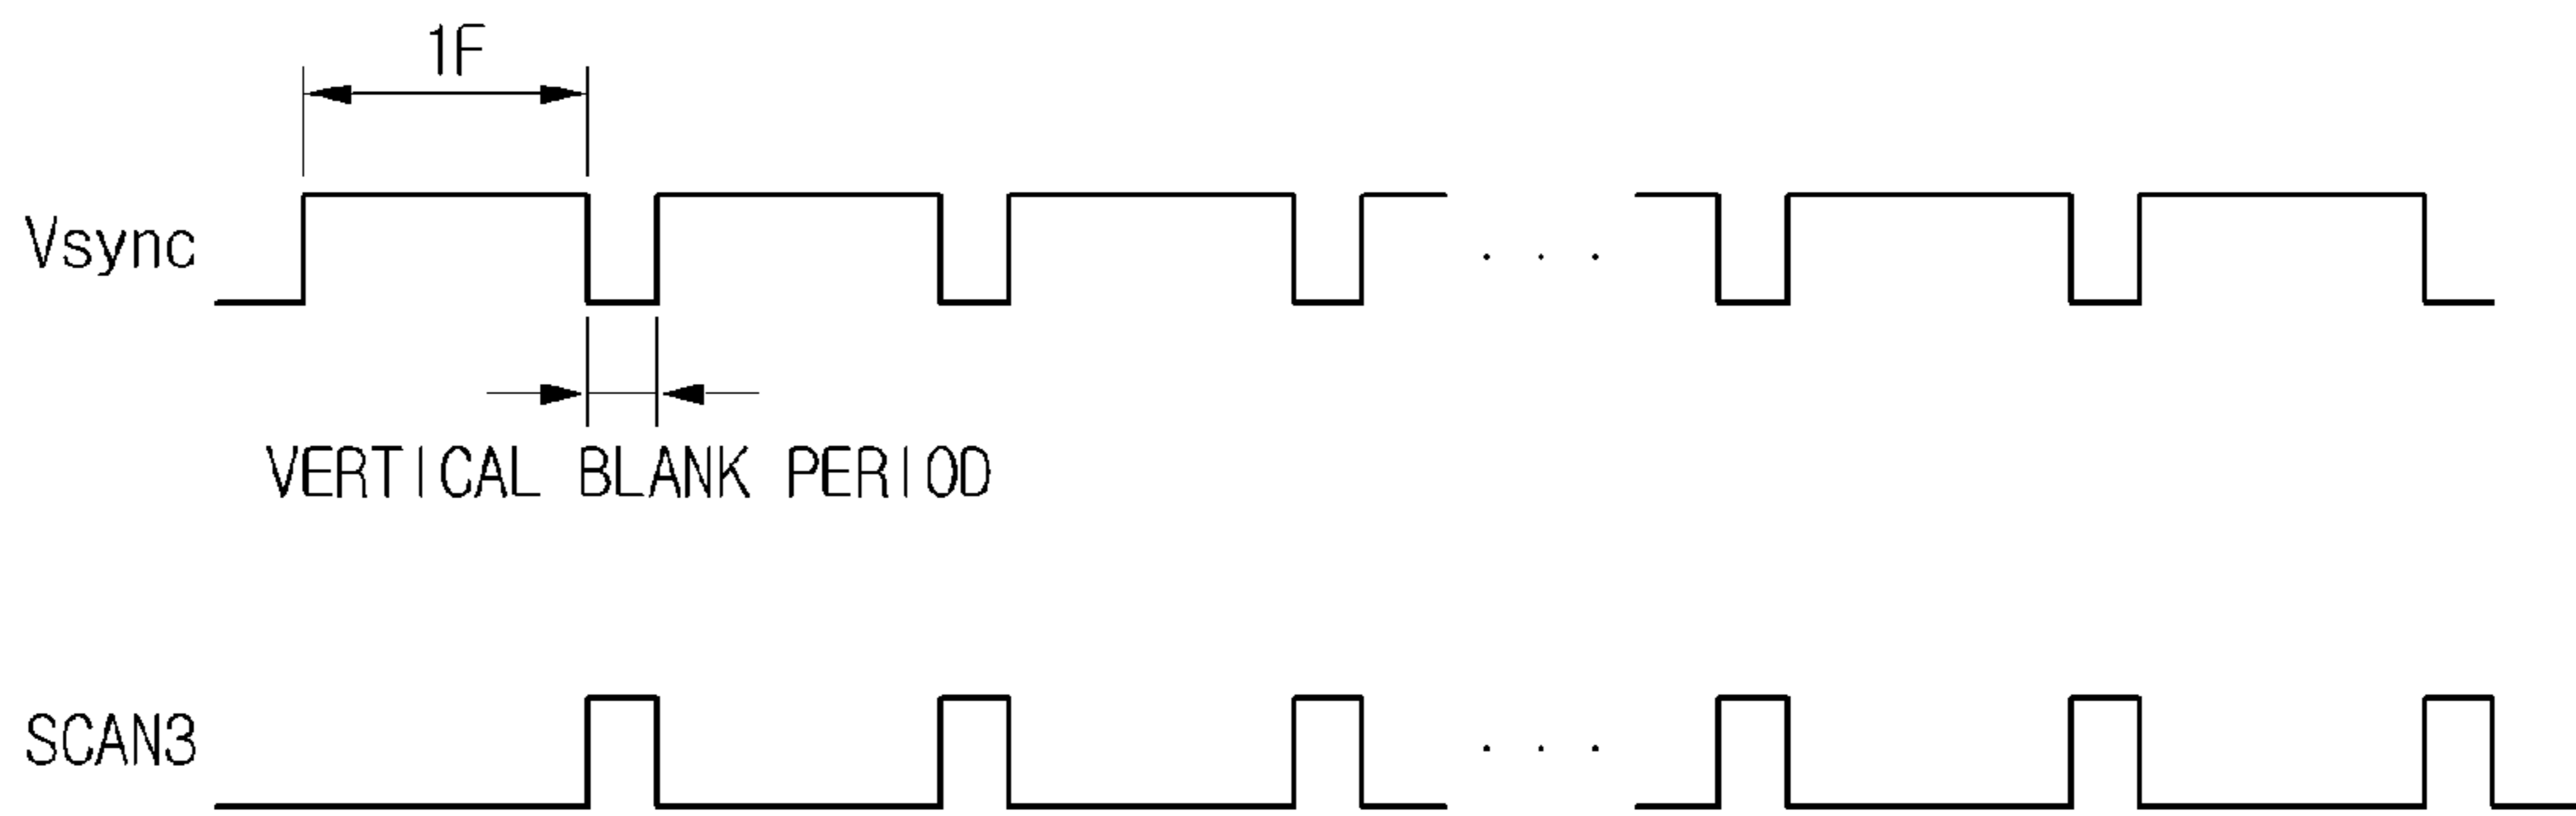 1F
Vsync
. . .
VERTICAL BLANK PERIOD
SCAN3
. . .